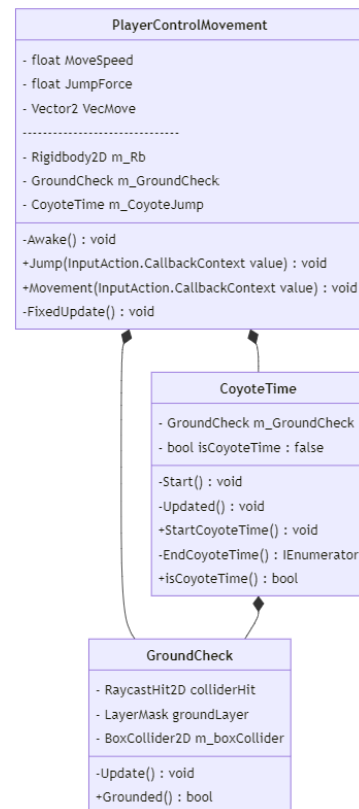 PlayerControlMovement
- float MoveSpeed
- float JumpForce
- Vector2 VecMove
-------------------------------
- Rigidbody2D m_Rb
- GroundCheck m_GroundCheck
- CoyoteTime m_CoyoteJump
-Awake() : void
+Jump(InputAction.CallbackContext value) : void
+Movement(InputAction.CallbackContext value) : void
-FixedUpdate() : void
CoyoteTime
- GroundCheck m_GroundCheck
- bool isCoyoteTime : false
-Start() : void
-Updated() : void
+StartCoyoteTime() : void
-EndCoyoteTime() : IEnumerator
+isCoyoteTime() : bool
GroundCheck
- RaycastHit2D colliderHit
- LayerMask groundLayer
- BoxCollider2D m_boxCollider
-Update() : void
+Grounded() : bool